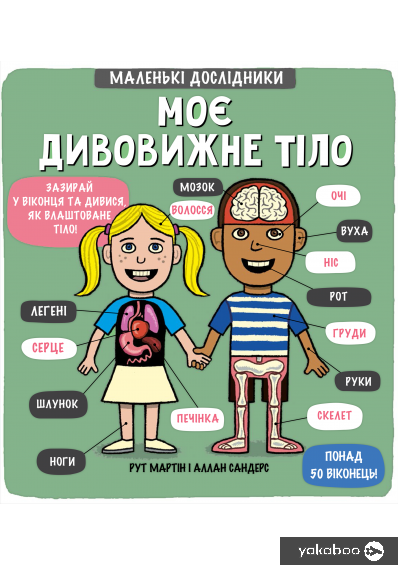 МАЛЕНЬКІ ДОСЛІДНИКИ
МОЄ
ДИВОВИЖНЕ ТІЛО
ЗАЗИРАЙ
У ВІКОНЦЯ ТА ДИВИСЯ,
ЯК ВЛАШТОВАНЕ
ТІЛО!
МОЗОК
ВОЛОССЯ
ОЧІ
ВУХА
НІС
РОТ
ЛЕГЕНІ
ГРУДИ
СЕРЦЕ
РУКИ
ШЛУНОК
ПЕЧІНКА
СКЕЛЕТ
НОГИ
РУТ МАРТІН І АЛЛАН САНДЕРС
ПОНАД
50 ВІКОНЕЦЬ!
yakaboo